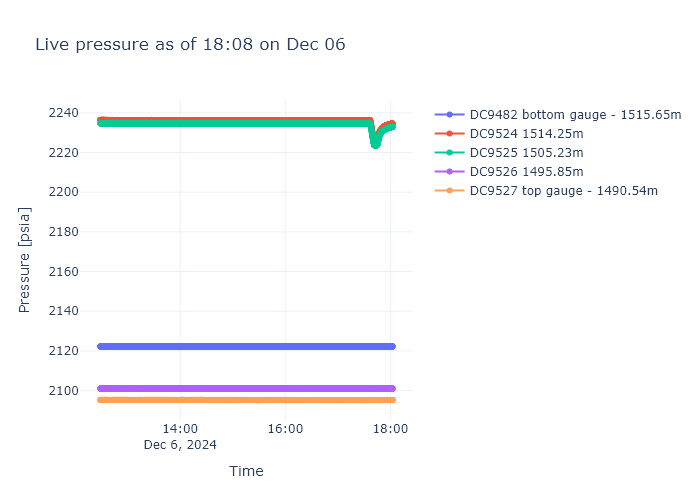 Live pressure as of 18:08 on Dec 06
2240
2220
2200
2180
2160
2140
2120
2100
Pressure [psia]
14:00
Dec 6, 2024
16:00
18:00
Time
DC9482 bottom gauge - 1515.65m
DC9524 1514.25m
DC9525 1505.23m
DC9526 1495.85m
DC9527 top gauge - 1490.54m